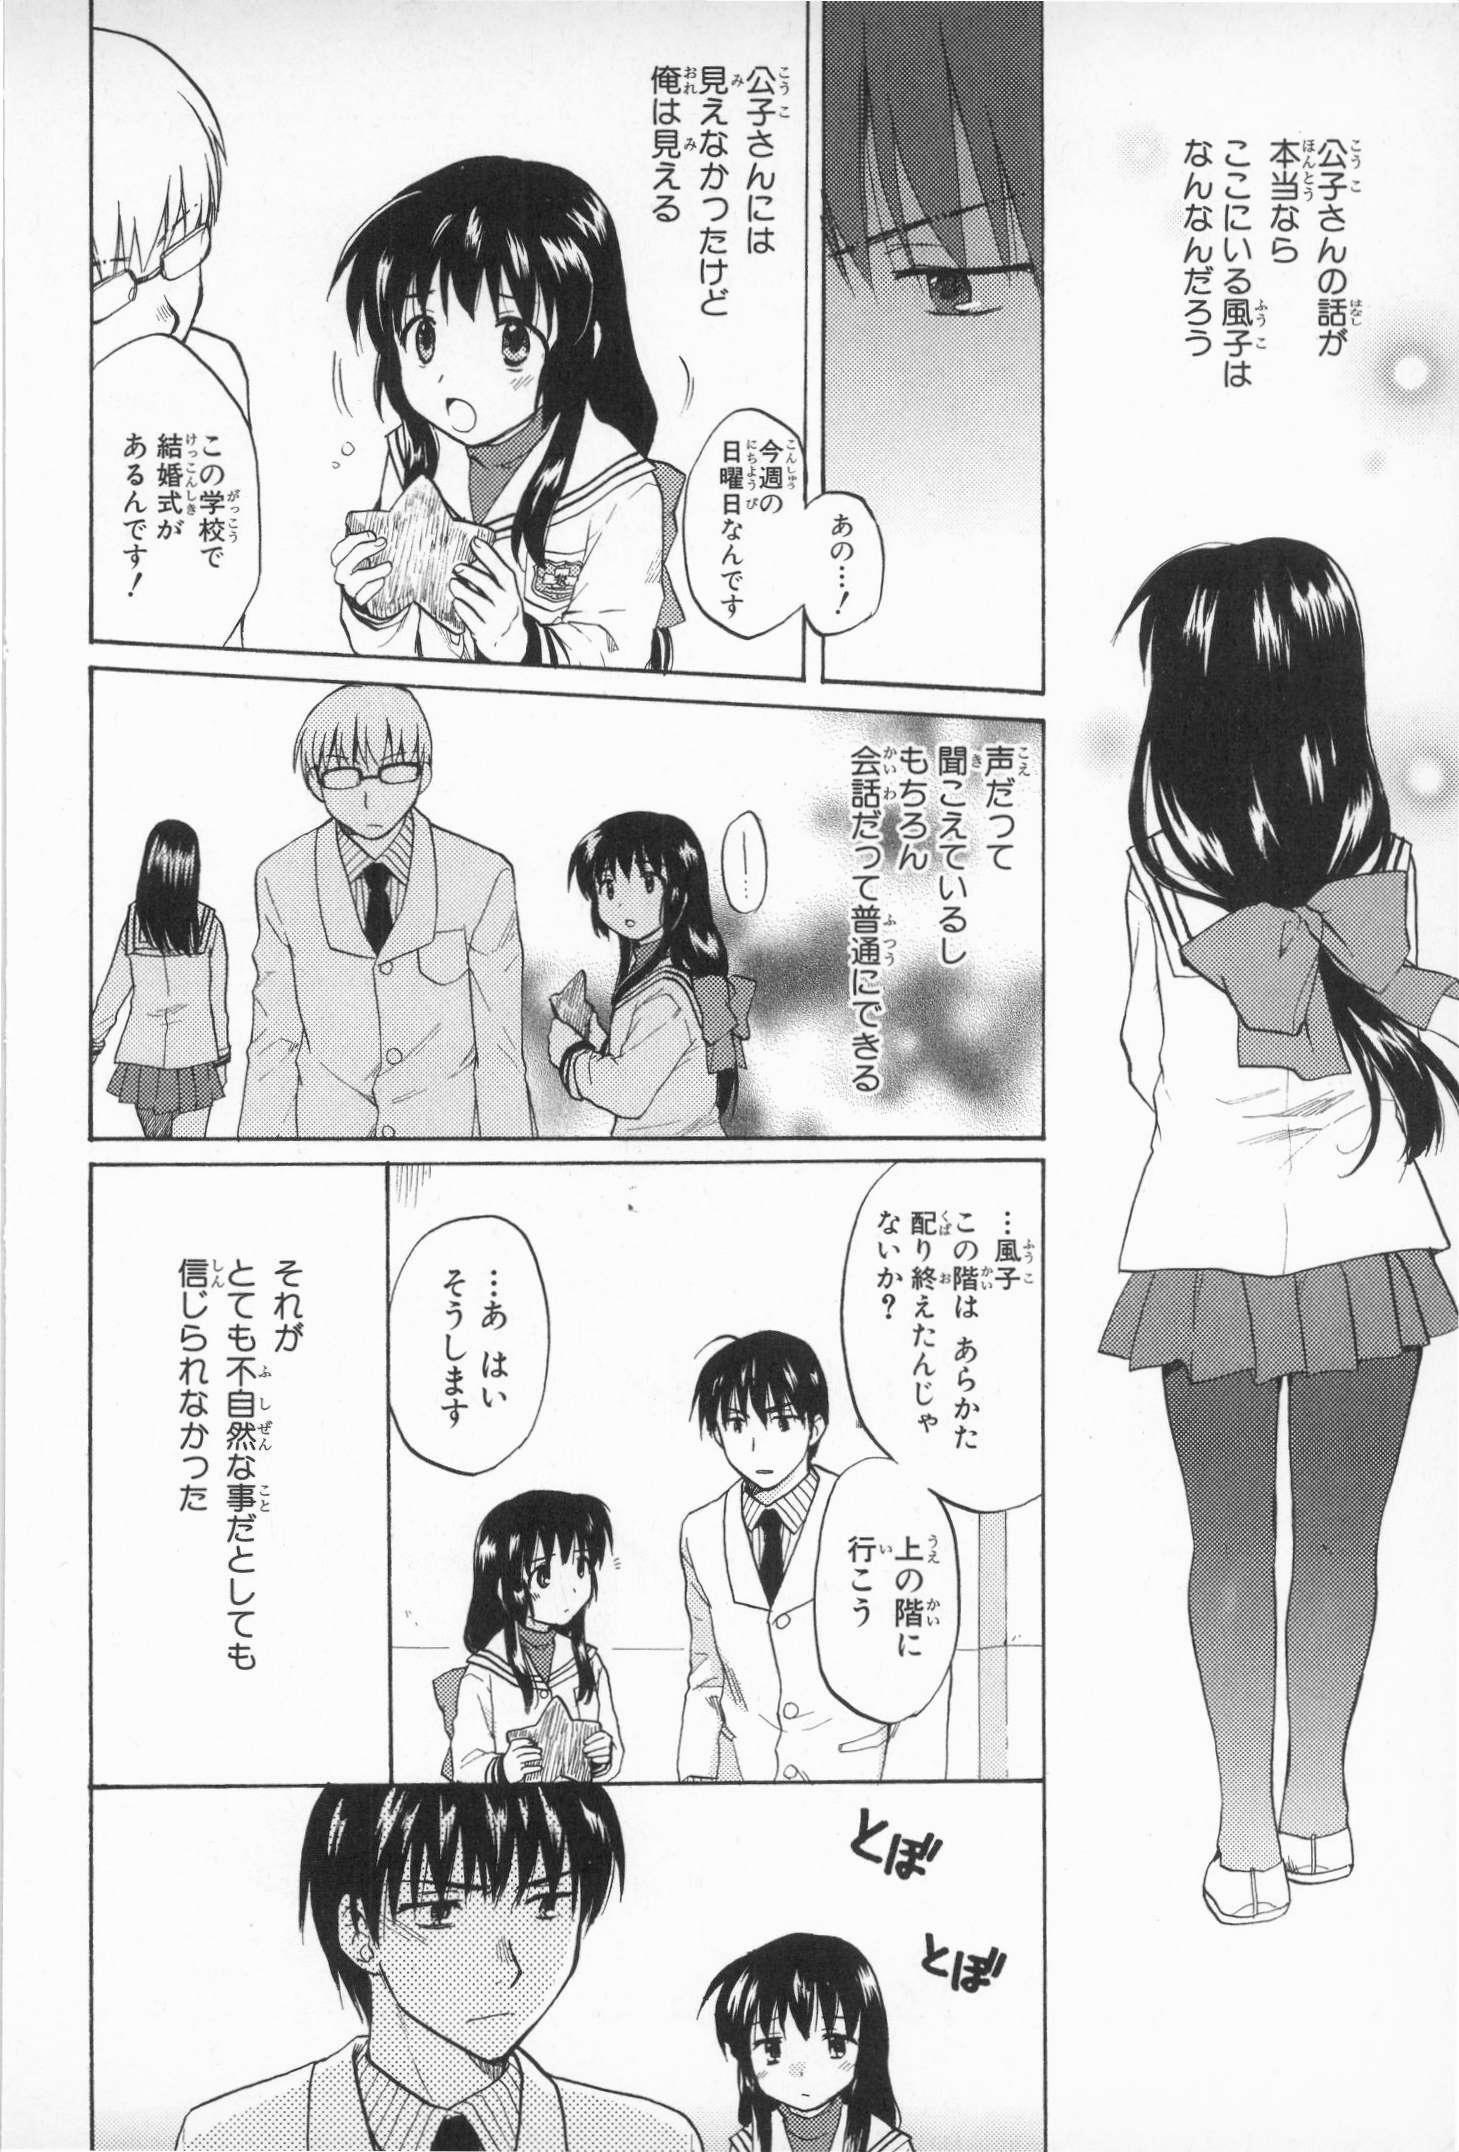 公子さんの話が
本当なら
ここにいる風子は
なんなんだろう
公子さんには
見えなかったけど
俺は見える
あの…！
今週の
日曜日なんです
この学校で
結婚式が
あるんです！
声だって
聞こえているし
もちろん
会話だって普通にできる
……
…風子
この階は あらかた
配り終えたんじゃ
ないか？
上の階に
行こう
…あ はい
そうします
それが
とても不自然な事だとしても
信じられなかった
とぼ
とぼ